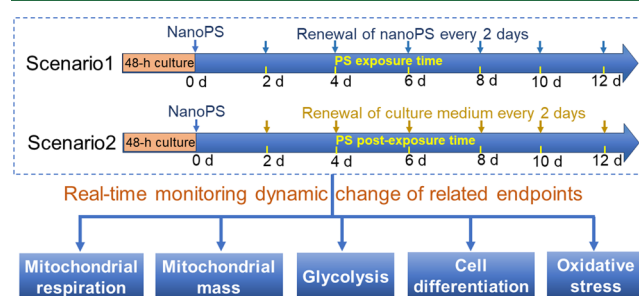 NanoPS
Renewal of nanoPS every 2 days
Scenario1
48-h culture
PS exposure time
0 d
2 d
4 d
6 d
8 d
10 d
12 d
NanoPS
Renewal of culture medium every 2 days
Scenario2
48-h culture
PS post-exposure time
0 d
2 d
4 d
6 d
8 d
10 d
12 d
Real-time monitoring dynamic change of related endpoints
Mitochondrial
respiration
Mitochondrial
mass
Glycolysis
Cell
differentiation
Oxidative
stress